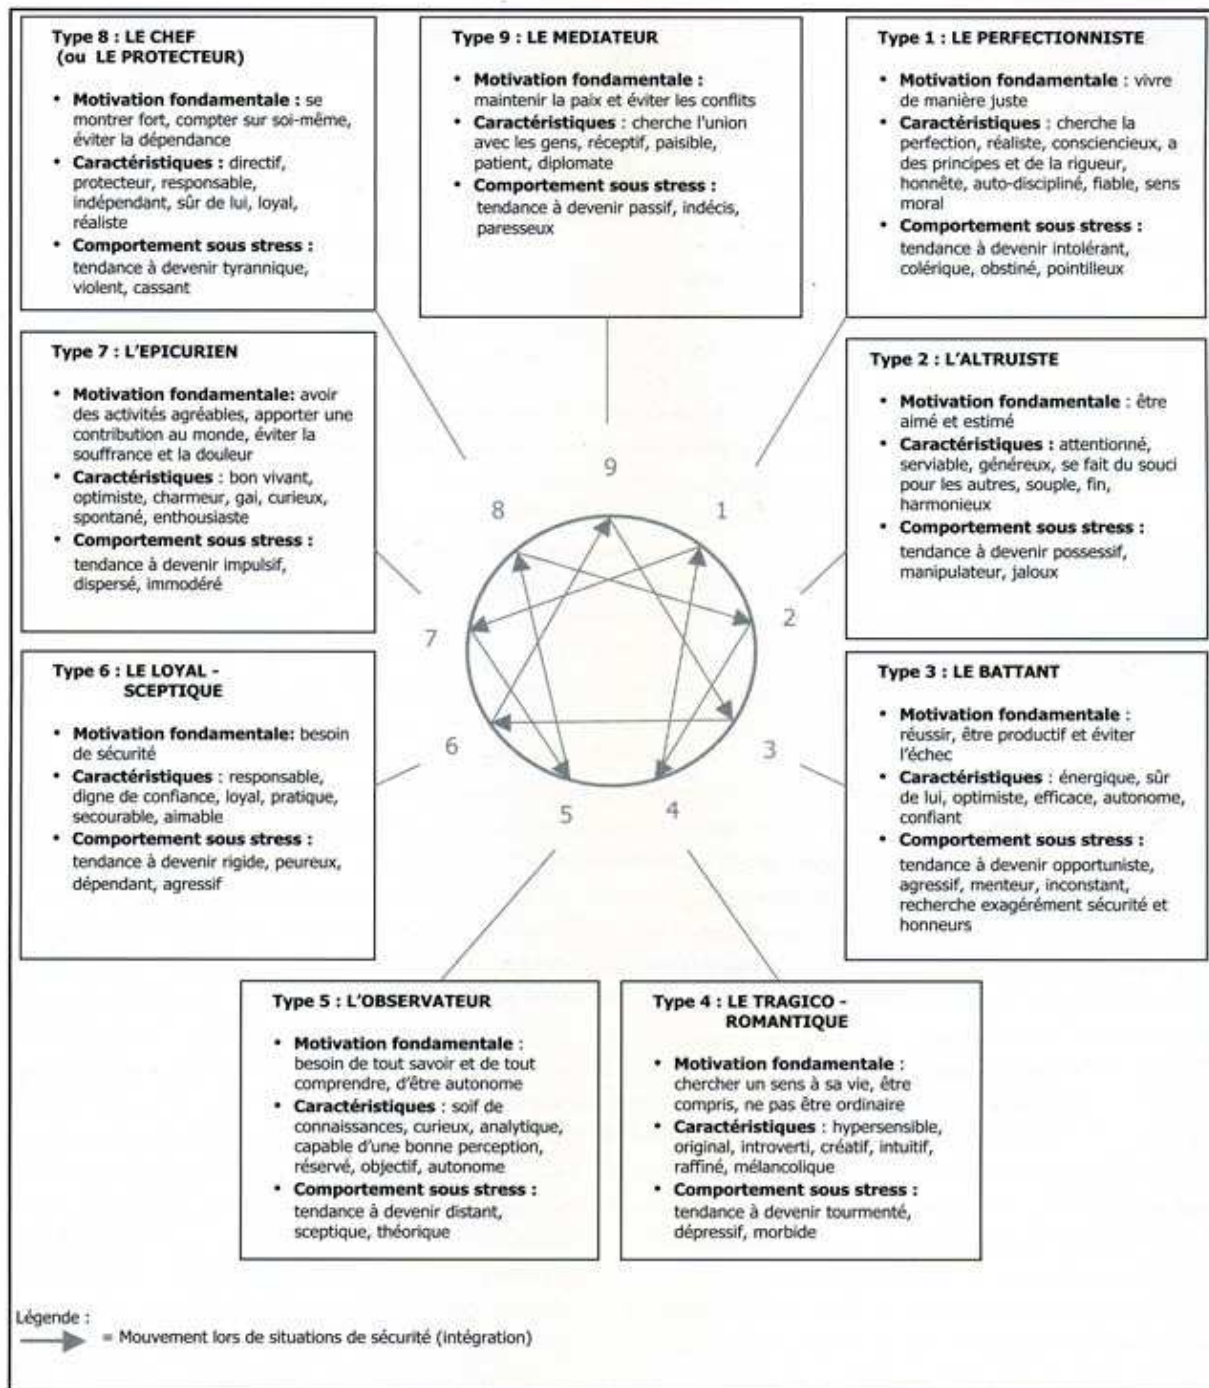 Type 8 : LE CHEF
(ou LE PROTECTEUR)
• Motivation fondamentale : se
montrer fort, compter sur soi-même,
éviter la dépendance
• Caractéristiques : directif,
protecteur, responsable,
indépendant, sûr de lui, loyal,
réaliste
• Comportement sous stress :
tendance à devenir tyrannique,
violent, cassant
Type 9 : LE MEDIATEUR
• Motivation fondamentale :
maintenir la paix et éviter les conflits
• Caractéristiques : cherche l'union
avec les gens, réceptif, paisible,
patient, diplomate
• Comportement sous stress :
tendance à devenir passif, indécis,
paresseux
Type 1 : LE PERFECTIONNISTE
• Motivation fondamentale : vivre
de manière juste
• Caractéristiques : cherche la
perfection, réaliste, consciencieux, a
des principes et de la rigueur,
honnête, auto-discipliné, fiable, sens
moral
• Comportement sous stress :
tendance à devenir intolérant,
colérique, obstiné, pointilleux
Type 7 : L'EPICURIEN
• Motivation fondamentale: avoir
des activités agréables, apporter une
contribution au monde, éviter la
souffrance et la douleur
• Caractéristiques : bon vivant,
optimiste, charmeur, gai, curieux,
spontané, enthousiaste
• Comportement sous stress :
tendance à devenir impulsif,
dispersé, immodéré
Type 2 : L'ALTRUISTE
• Motivation fondamentale : être
aimé et estimé
• Caractéristiques : attentionné,
serviable, généreux, se fait du souci
pour les autres, souple, fin,
harmonieux
• Comportement sous stress :
tendance à devenir possessif,
manipulateur, jaloux
9
8
1
7
2
6
3
5
4
Type 6 : LE LOYAL -
SCEPTIQUE
• Motivation fondamentale: besoin
de sécurité
• Caractéristiques : responsable,
digne de confiance, loyal, pratique,
secourable, aimable
• Comportement sous stress :
tendance à devenir rigide, peureux,
dépendant, agressif
Type 3 : LE BATTANT
• Motivation fondamentale :
réussir, être productif et éviter
l'échec
• Caractéristiques : énergique, sûr
de lui, optimiste, efficace, autonome,
confiant
• Comportement sous stress :
tendance à devenir opportuniste,
agressif, menteur, inconstant,
recherche exagérément sécurité et
honneurs
Type 5 : L'OBSERVATEUR
• Motivation fondamentale :
besoin de tout savoir et de tout
comprendre, d'être autonome
• Caractéristiques : soif de
connaissances, curieux, analytique,
capable d'une bonne perception,
réservé, objectif, autonome
• Comportement sous stress :
tendance à devenir distant,
sceptique, théorique
Type 4 : LE TRAGICO -
ROMANTIQUE
• Motivation fondamentale :
chercher un sens à sa vie, être
compris, ne pas être ordinaire
• Caractéristiques : hypersensible,
original, introverti, créatif, intuitif,
raffiné, mélancolique
• Comportement sous stress :
tendance à devenir tourmenté,
dépressif, morbide
Légende :
= Mouvement lors de situations de sécurité (intégration)